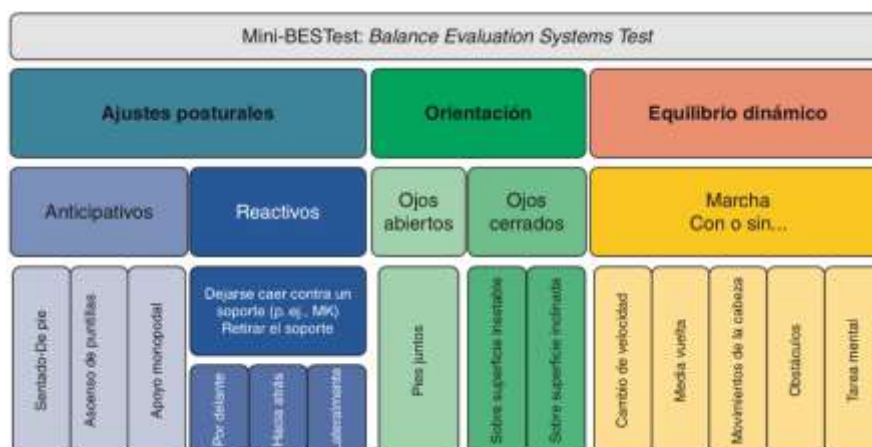 Mini-BESTest: Balance Evaluation Systems Test
Ajustes posturales
Orientación
Equilibrio dinámico
Anticipativos
Reactivos
Ojos
abiertos
Ojos
cerrados
Marcha
Con o sin...
Sentado-De pie
Ascenso de puntillas
Apoyo monopodal
Dejarse caer contra un
soporte (p. ej., MK)
Retirar el soporte
Por delante
Hacia atrás
Lateralmente
Pies juntos
Sobre superficie inestable
Sobre superficie inclinada
Cambio de velocidad
Media vuelta
Movimientos de la cabeza
Obstáculos
Tarea mental